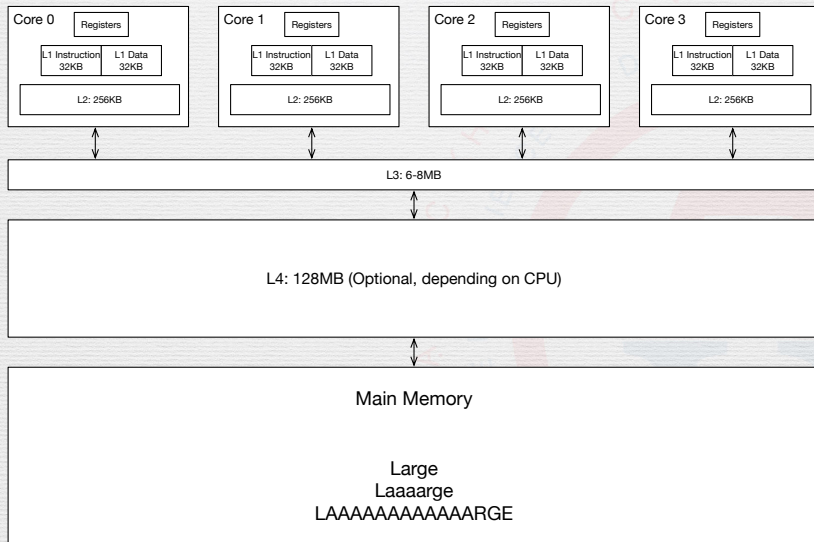 Core 0
Registers
L1 Instruction
32KB
L1 Data
32KB
L2: 256KB
Core 1
Registers
L1 Instruction
32KB
L1 Data
32KB
L2: 256KB
Core 2
Registers
L1 Instruction
32KB
L1 Data
32KB
L2: 256KB
Core 3
Registers
L1 Instruction
32KB
L1 Data
32KB
L2: 256KB
L3: 6-8MB
L4: 128MB (Optional, depending on CPU)
Main Memory
Large
Laaaarge
LAAAAAAAAAAAARGE